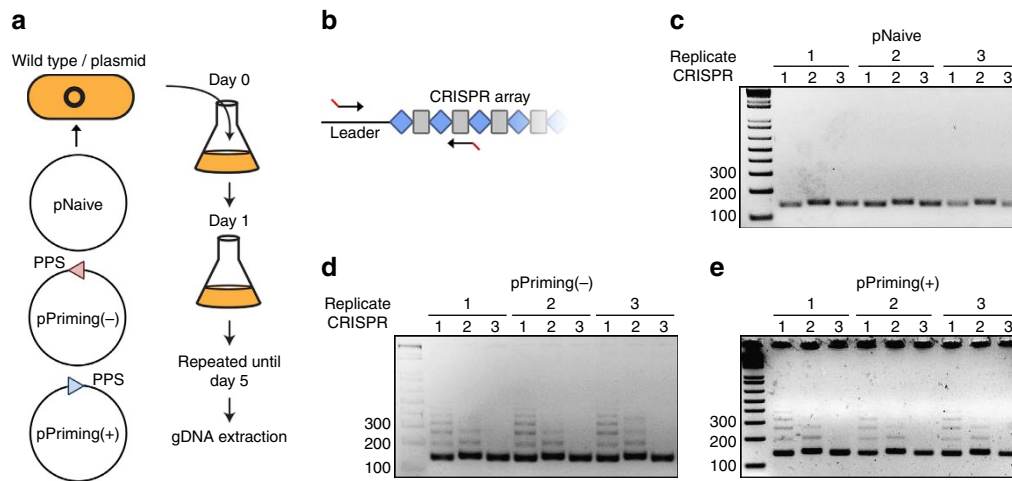 a
Wild type / plasmid
pNaive
PPS
pPriming(–)
PPS
pPriming(+)
Day 0
Day 1
Repeated until
day 5
gDNA extraction
b
CRISPR array
Leader
c
pNaive
Replicate 1 2 3
CRISPR 1 2 3 1 2 3 1 2 3
300
200
100
d
pPriming(–)
Replicate 1 2 3
CRISPR 1 2 3 1 2 3 1 2 3
300
200
100
e
pPriming(+)
1 2 3
1 2 3 1 2 3 1 2 3
300
200
100